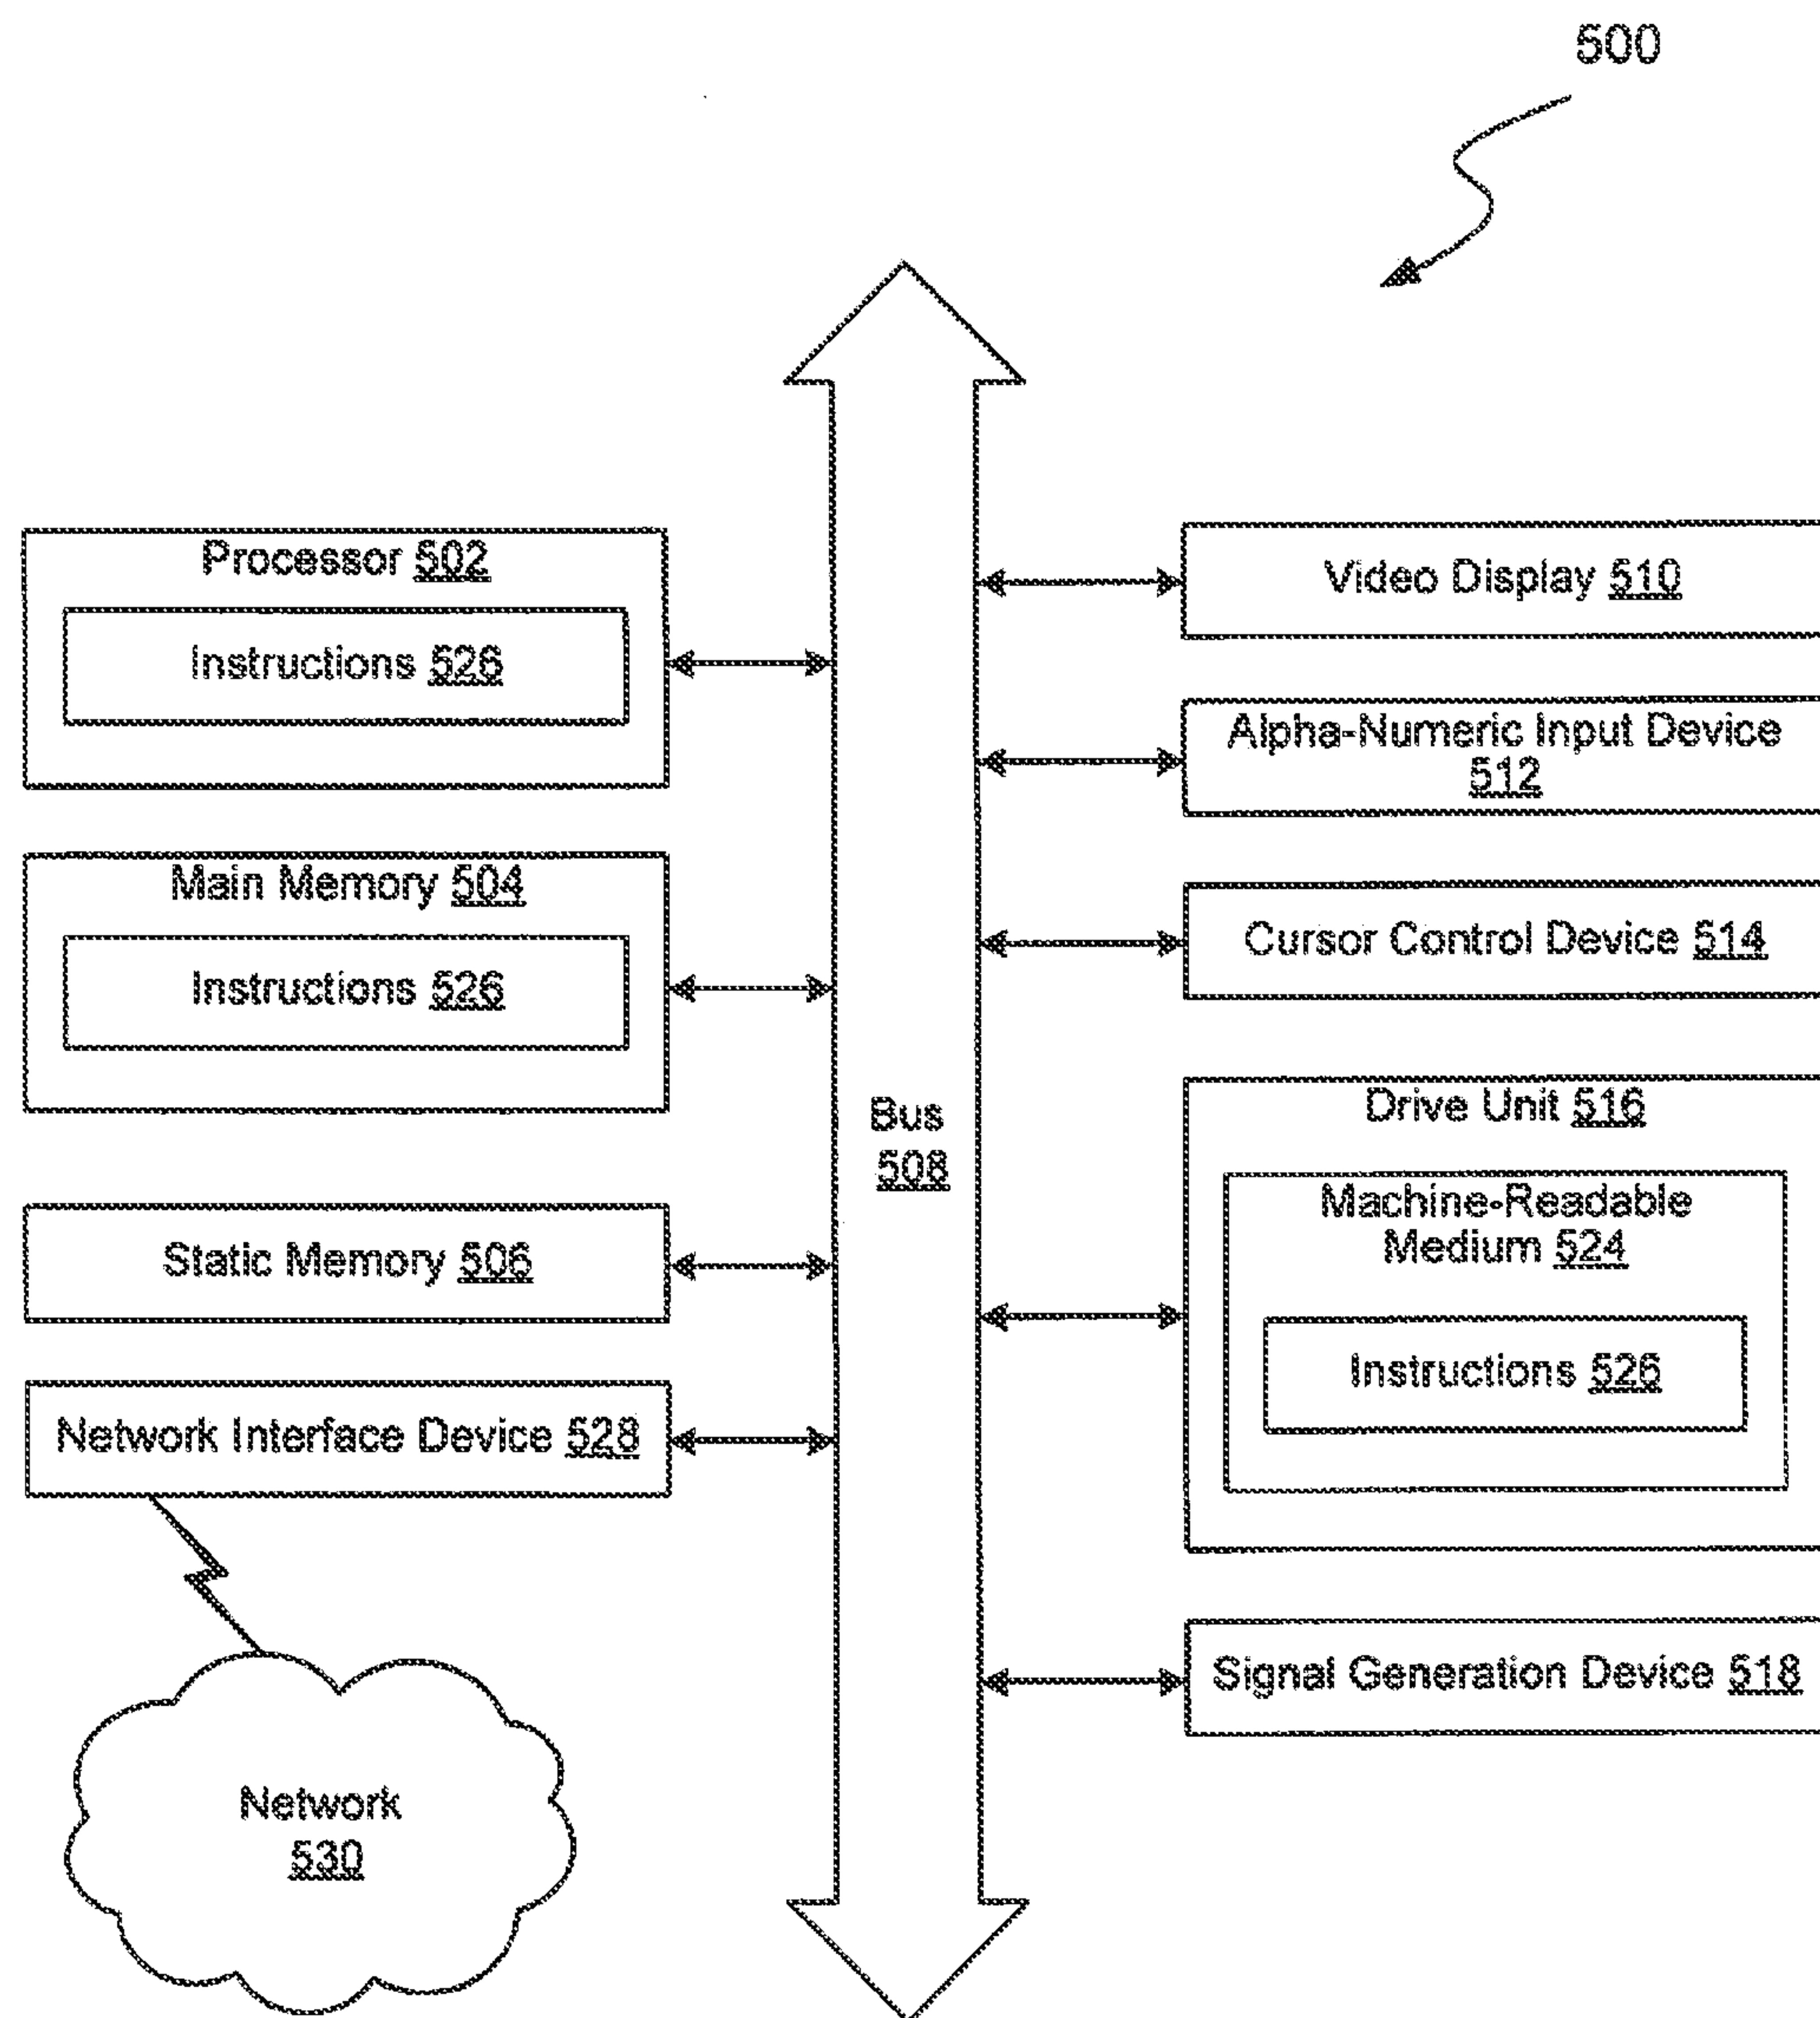 500
Processor 502
Instructions 526
Main Memory 504
Instructions 526
Static Memory 506
Network Interface Device 528
Network
530
Bus
508
Video Display 510
Alpha-Numeric Input Device
512
Cursor Control Device 514
Drive Unit 516
Machine-Readable
Medium 524
Instructions 526
Signal Generation Device 518